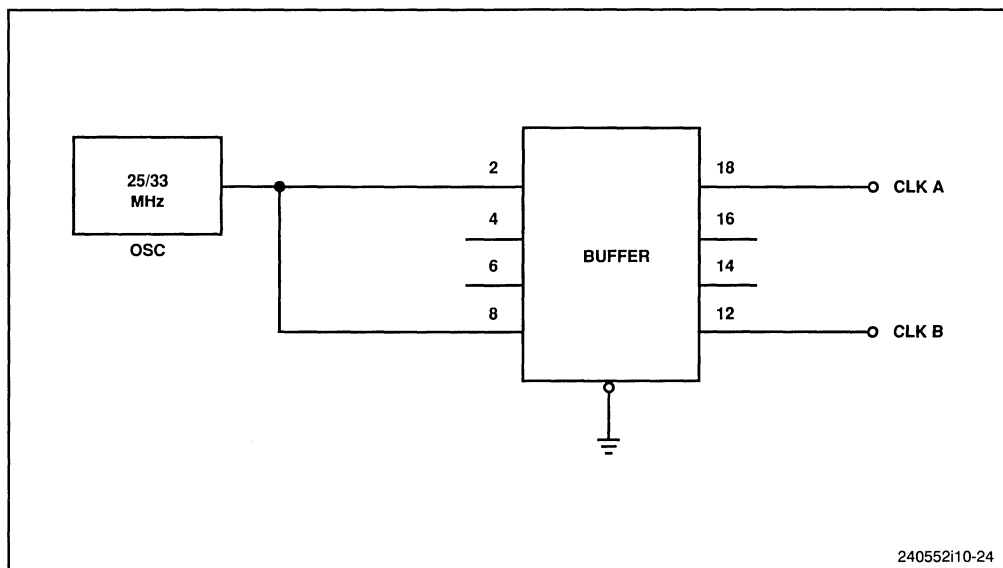 25/33
MHz
OSC
2
4
6
8
BUFFER
18
16
14
12
CLK A
CLK B
240552i10-24